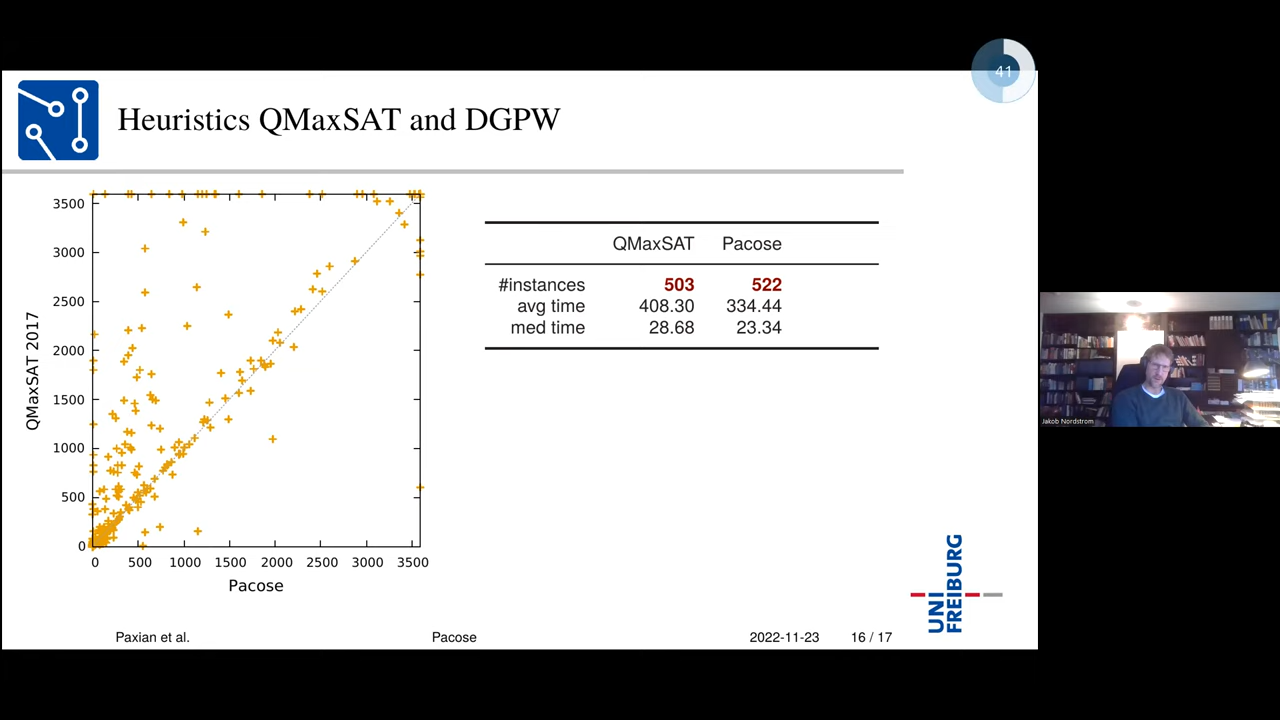 41
Heuristics QMaxSAT and DGPW
3500
3000
2500
2000
1500
1000
500
0
QMaxSAT 2017
0 500 1000 1500 2000 2500 3000 3500
Pacose
QMaxSAT Pacose
#instances 503 522
avg time 408.30 334.44
med time 28.68 23.34
Jakob Nordstrom
UNI
FREIBURG
Paxian et al. Pacose 2022-11-23 16 / 17